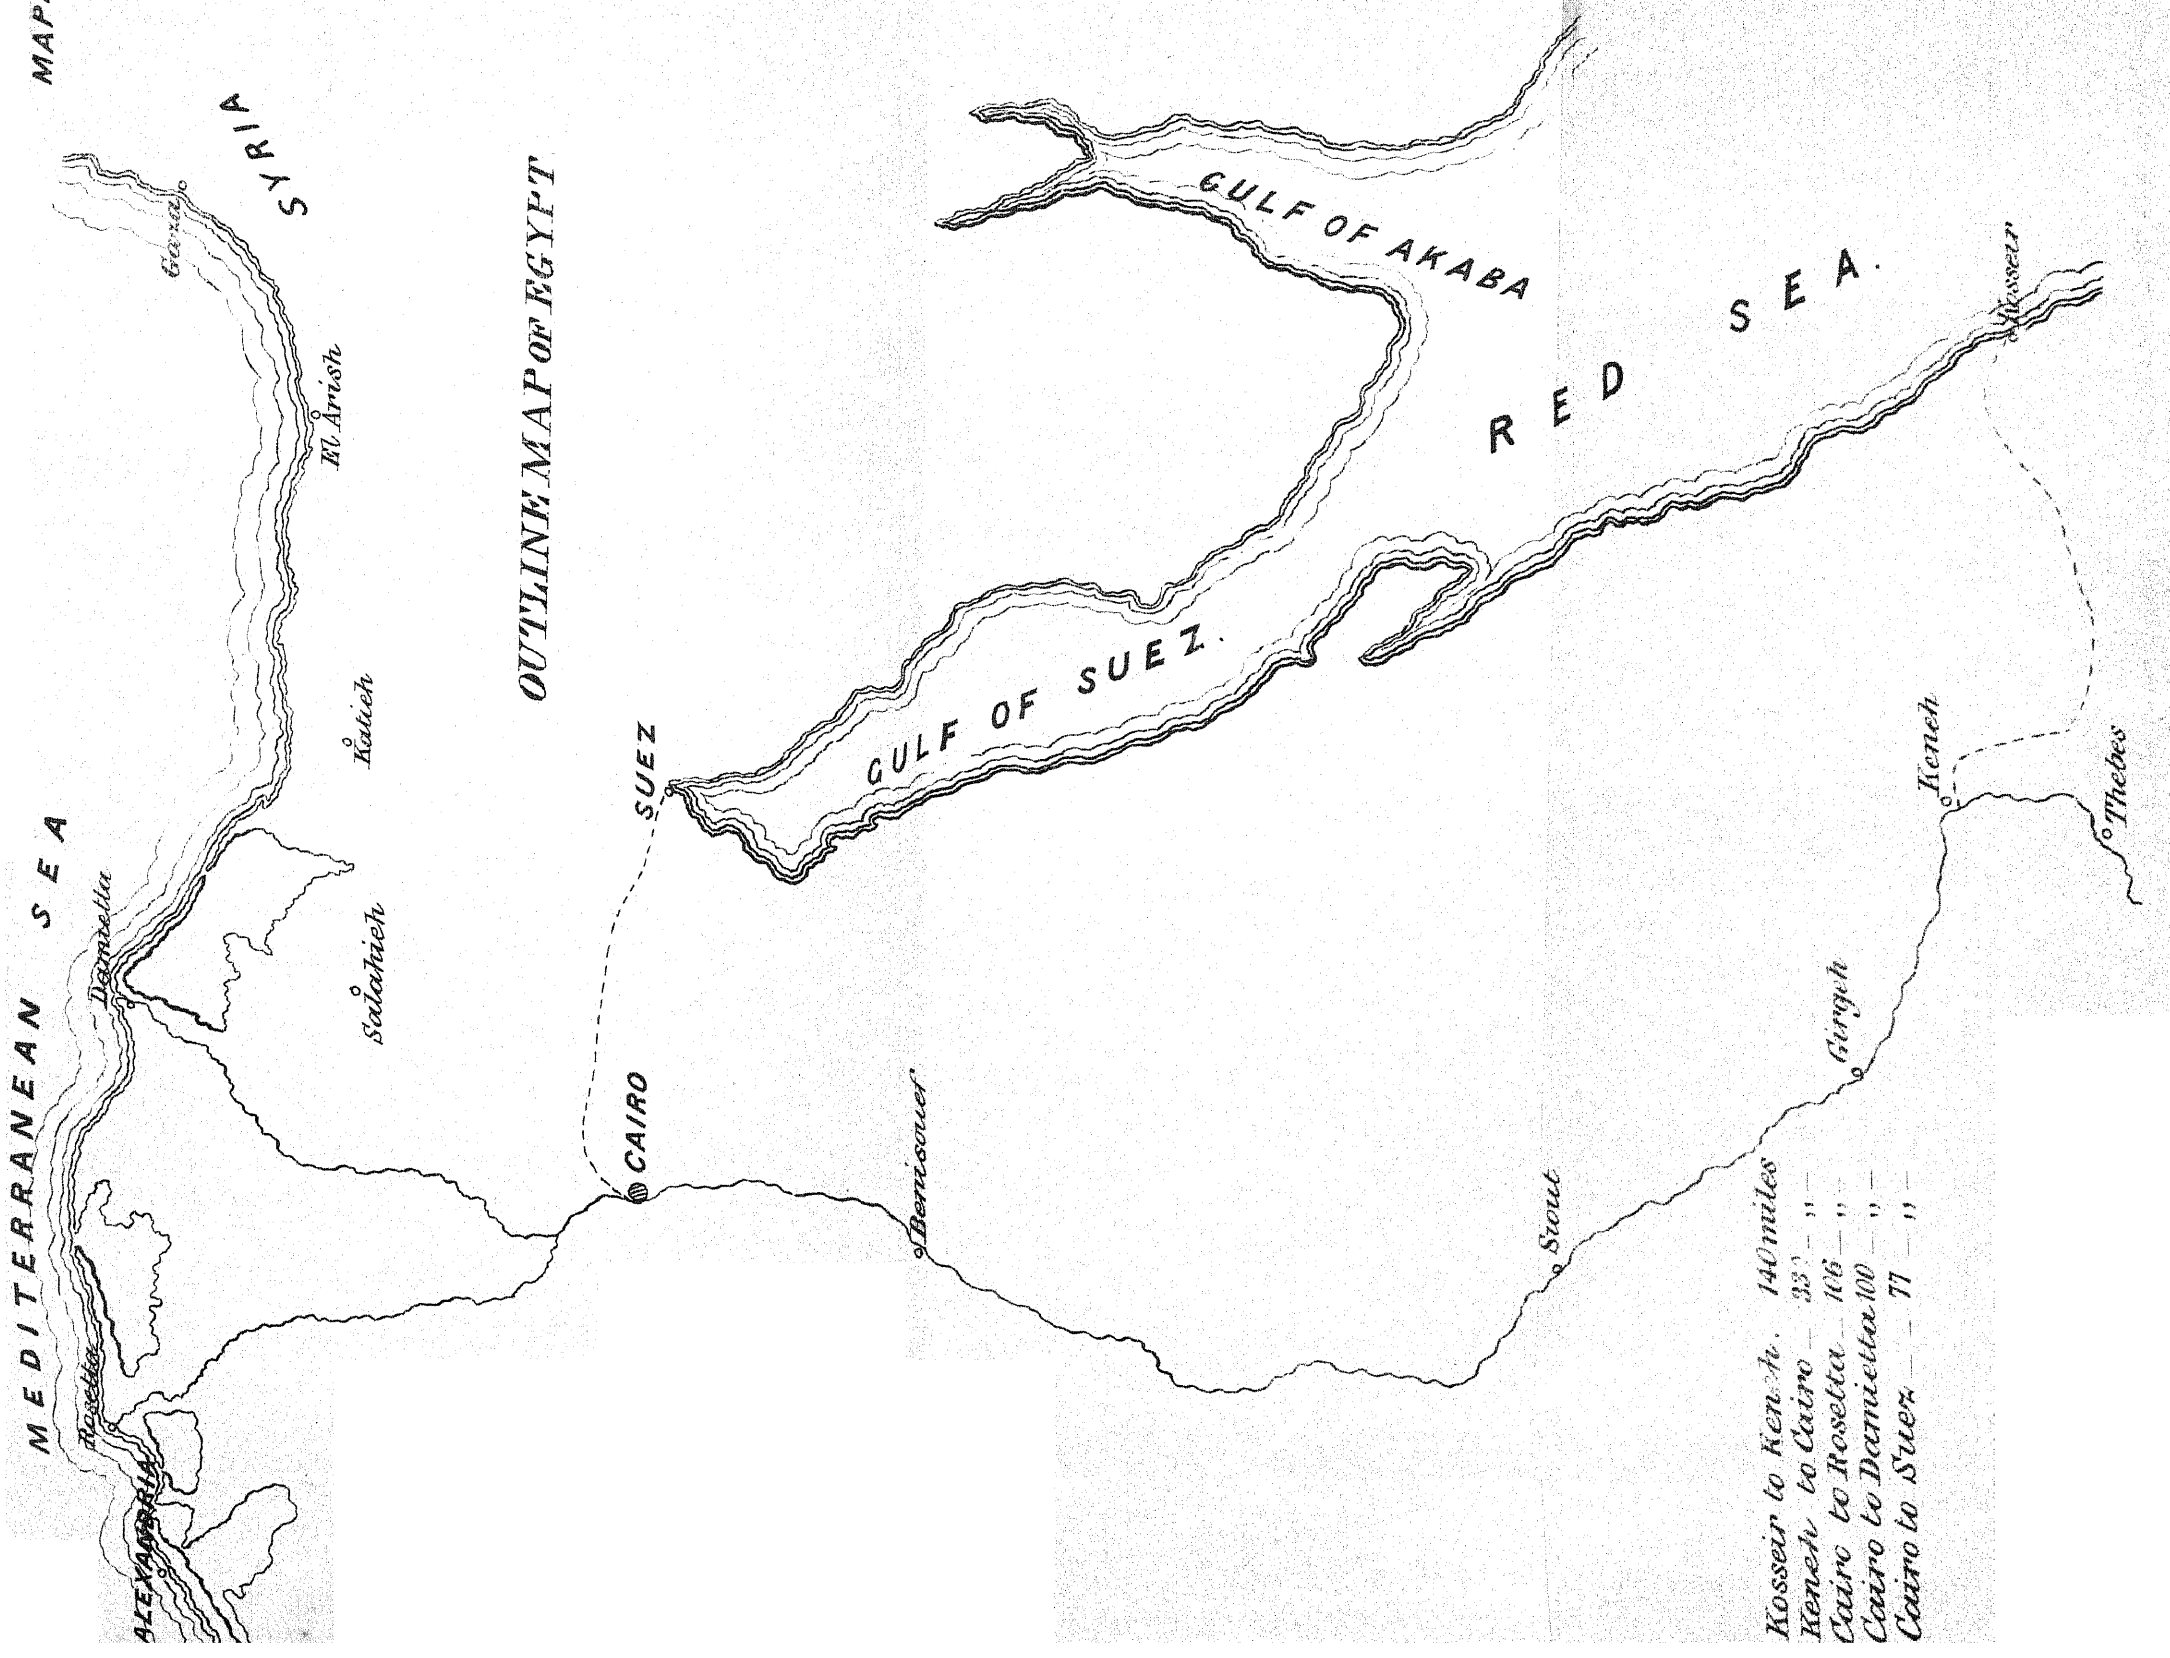 MAP
OUTLINE MAP OF EGYPT
MEDITERRANEAN SEA
SYRIA
Gaza
El Arish
Katieh
Salahieh
Damietta
Rosetta
ALEXANDRIA
SUEZ
CAIRO
GULF OF SUEZ.
GULF OF AKABA
RED SEA.
Benisouef
Siout
Girgeh
Keneh
Thebes
Kossear
Kosseir to Keneh. 140 miles
Keneh to Cairo — — „ —
Cairo to Rosetta — 106 — „ —
Cairo to Damietta 100 — „ —
Cairo to Suez — 77 — „ —